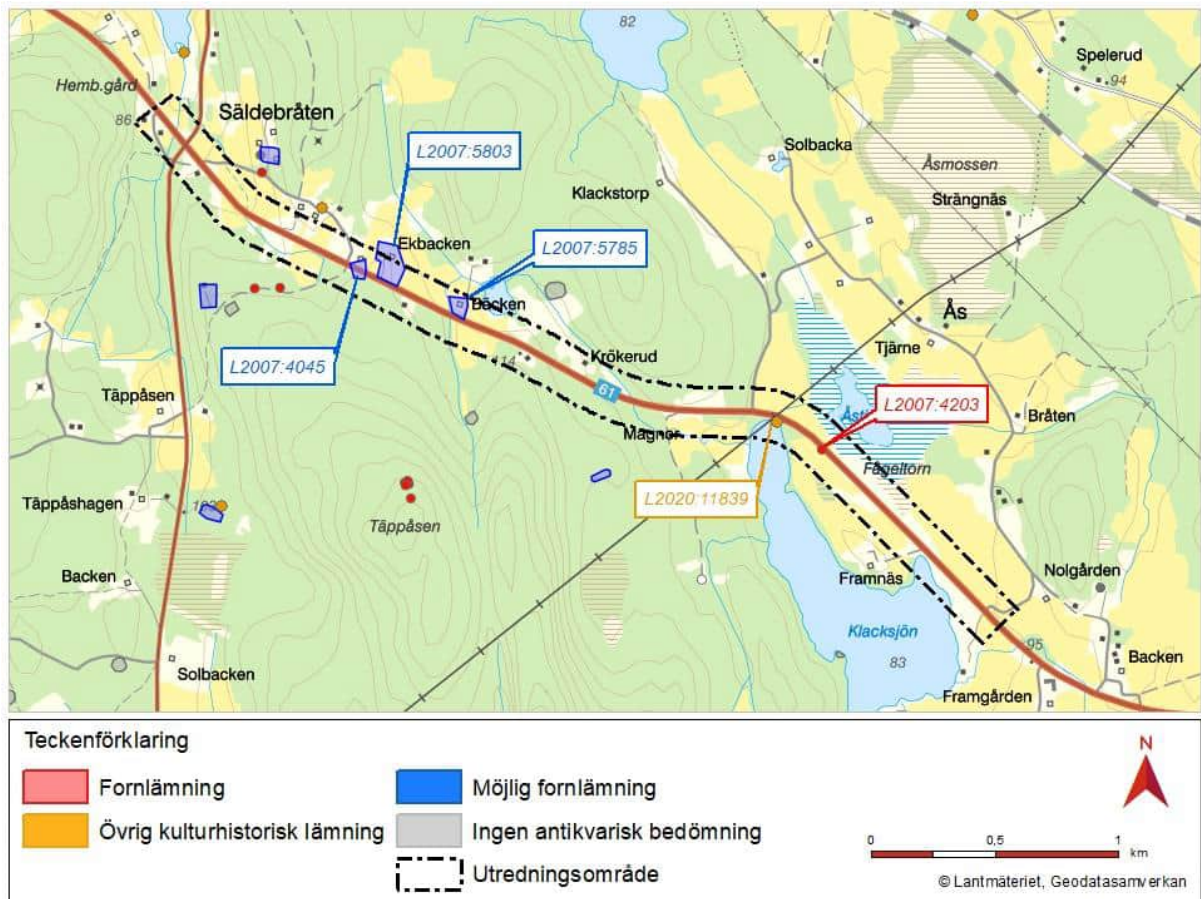 82
Spelerud
94
Hemb.gård
86
Säldebråten
L2007:5803
Solbacka
Åsmossen
Klackstorp
Strängnäs
Ekbacken
L2007:5785
Bäcken
Ås
L2007:4045
114
Krökerud
Tjärne
61
Täppåsen
L2007:4203
Bråten
Magnor
Fågeltorn
Täppåshagen
L2020:11839
Täppåsen
Backen
Framnäs
Nolgården
Klacksjön
83
95
Backen
Solbacken
Framgården
Teckenförklaring
Fornlämning
Möjlig fornlämning
Övrig kulturhistorisk lämning
Ingen antikvarisk bedömning
Utredningsområde
N
0 0,5 1
km
© Lantmäteriet, Geodatasamverkan